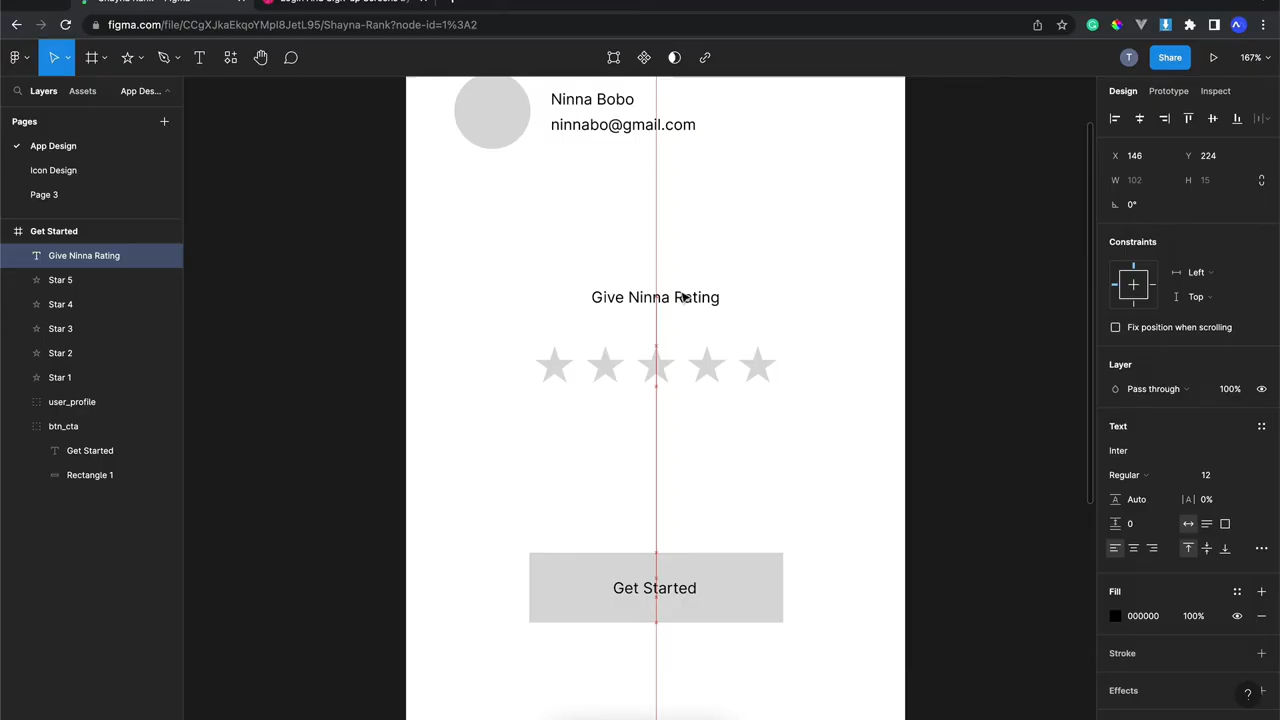 figma.com/file/CCgXJkaEkqoYMpI8JetL95/Shayna-Rank?node-id=1%3A2
Share
167%
Layers
Assets
App Des...
Pages
App Design
Icon Design
Page 3
Get Started
Give Ninna Rating
Star 5
Star 4
Star 3
Star 2
Star 1
user_profile
btn_cta
Get Started
Rectangle 1
Ninna Bobo
ninnabo@gmail.com
Give Ninna Rating
Get Started
Design
Prototype
Inspect
X 146
Y 224
W 102
H 15
0°
Constraints
Left
Top
Fix position when scrolling
Layer
Pass through
100%
Text
Inter
Regular
12
Auto
0%
0
Fill
000000
100%
Stroke
Effects
?
T